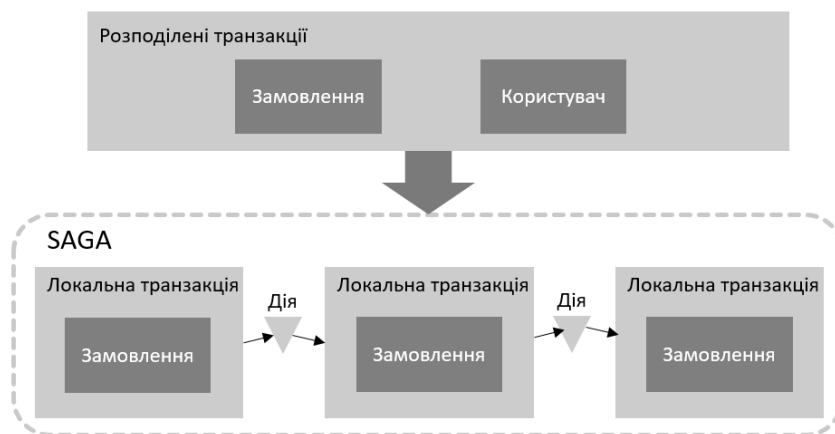 Розподілені транзакції
Замовлення
Користувач
SAGA
Локальна транзакція
Дія
Локальна транзакція
Дія
Локальна транзакція
Замовлення
Замовлення
Замовлення